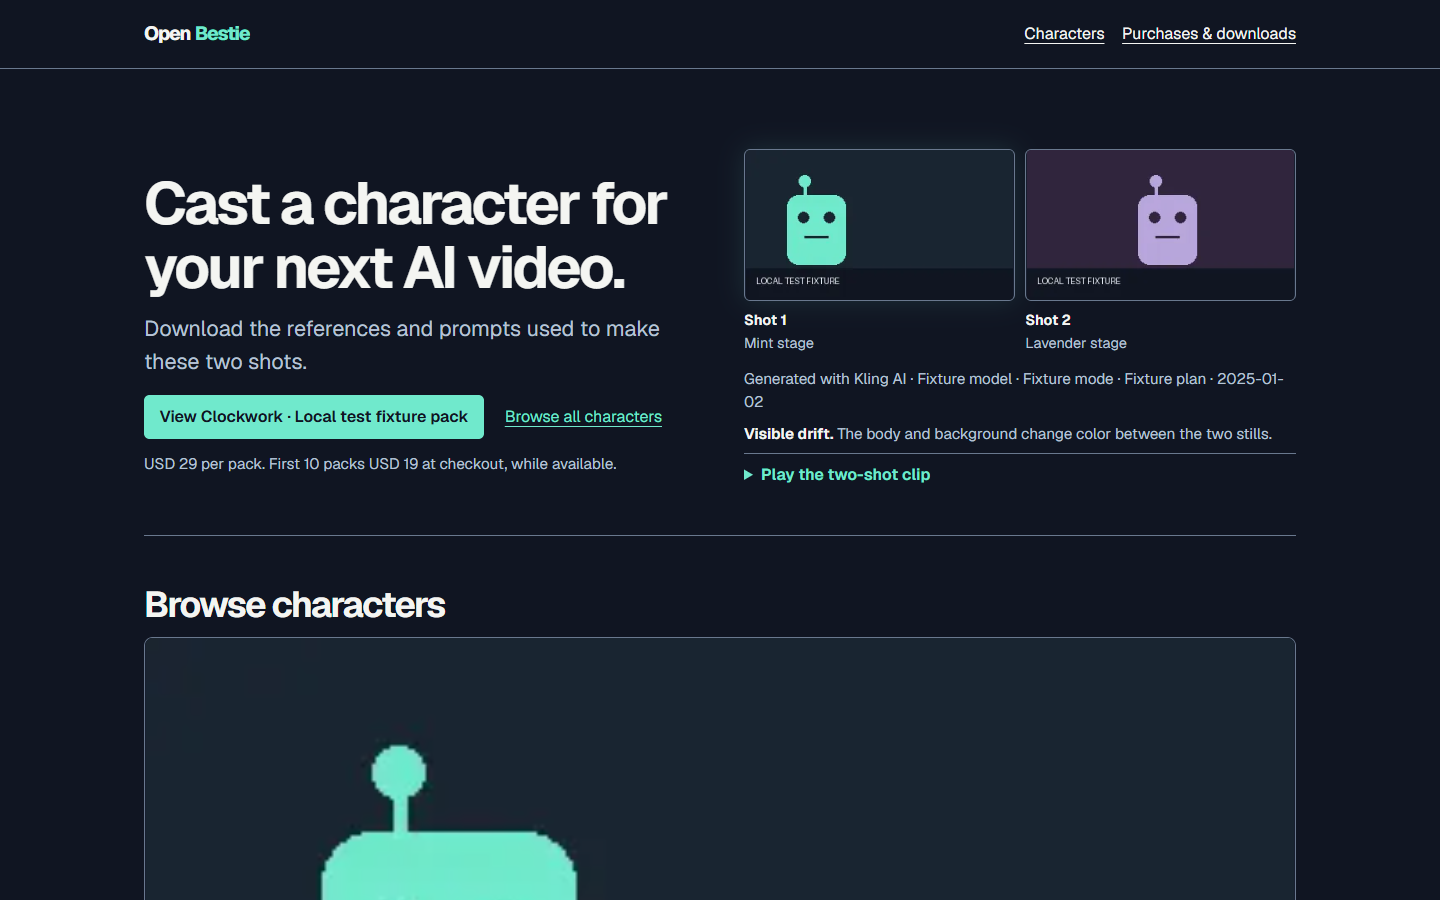 Open Bestie
Characters
Purchases & downloads
Cast a character for
your next AI video.
Download the references and prompts used to make
these two shots.
View Clockwork · Local test fixture pack
Browse all characters
USD 29 per pack. First 10 packs USD 19 at checkout, while available.
LOCAL TEST FIXTURE
LOCAL TEST FIXTURE
Shot 1
Mint stage
Shot 2
Lavender stage
Generated with Kling AI · Fixture model · Fixture mode · Fixture plan · 2025-01-
02
Visible drift. The body and background change color between the two stills.
Play the two-shot clip
Browse characters